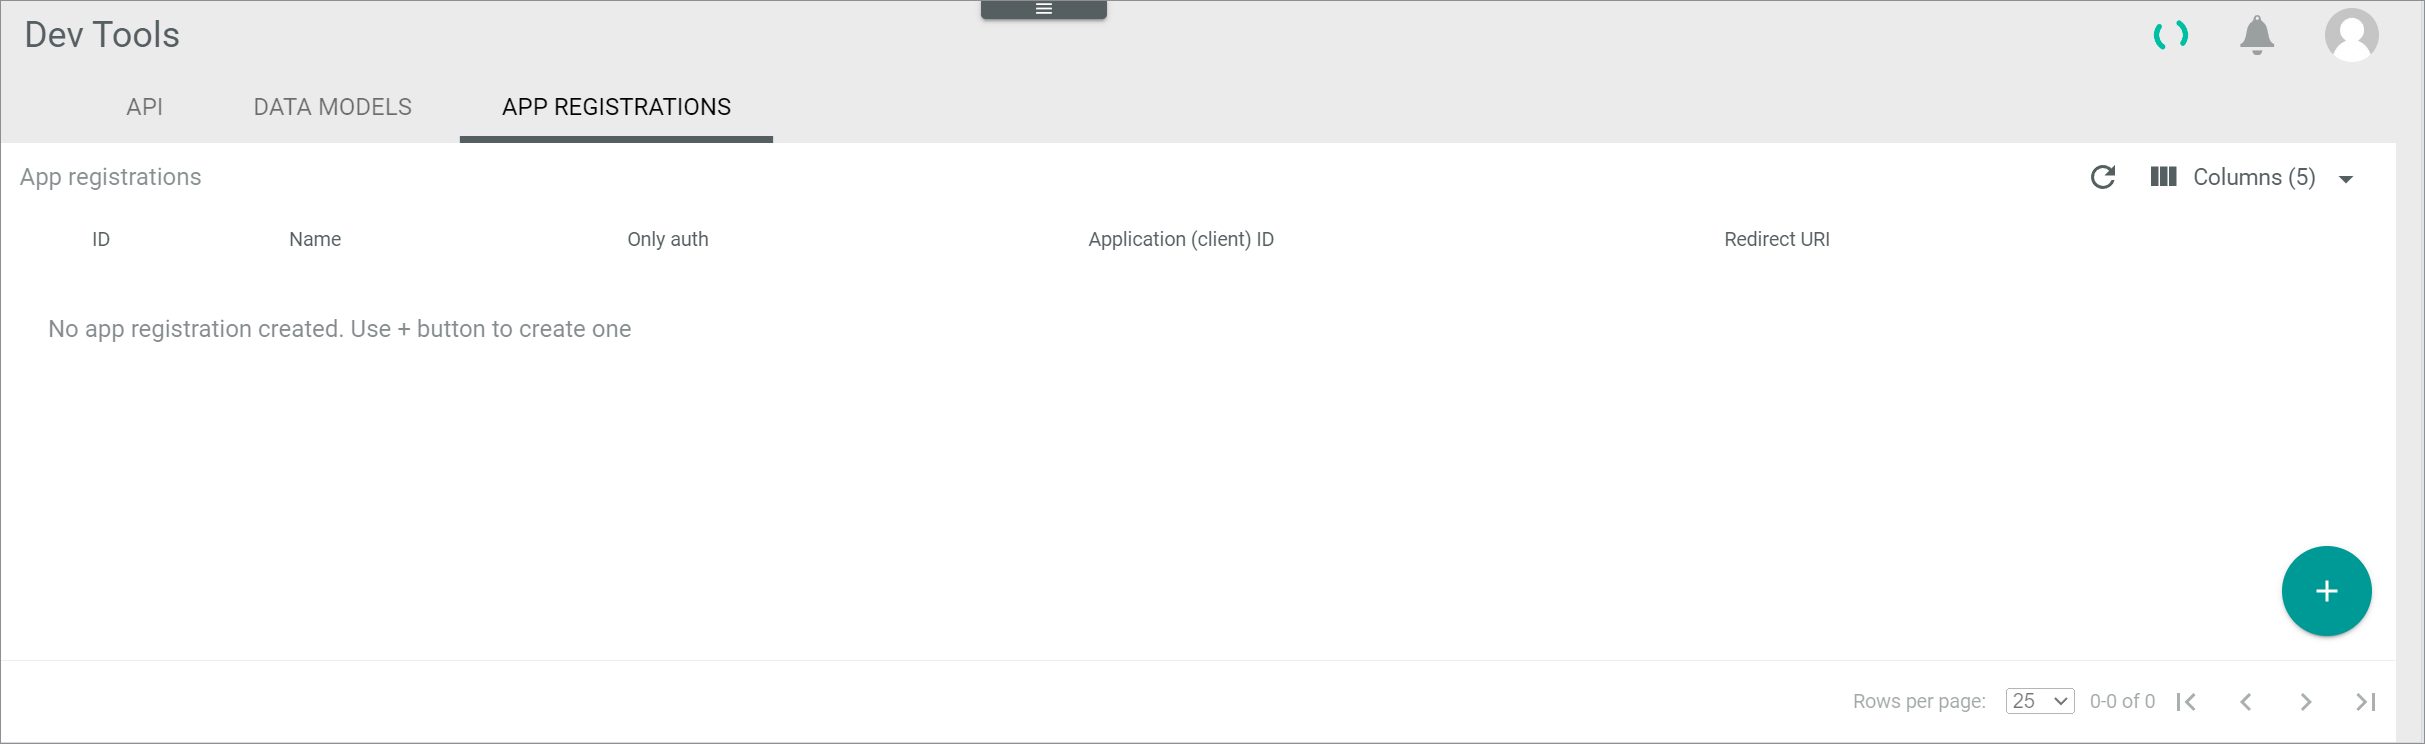 Dev Tools
API DATA MODELS APP REGISTRATIONS
App registrations Columns (5)
ID Name Only auth Application (client) ID Redirect URI
No app registration created. Use + button to create one
+
Rows per page: 25 0-0 of 0